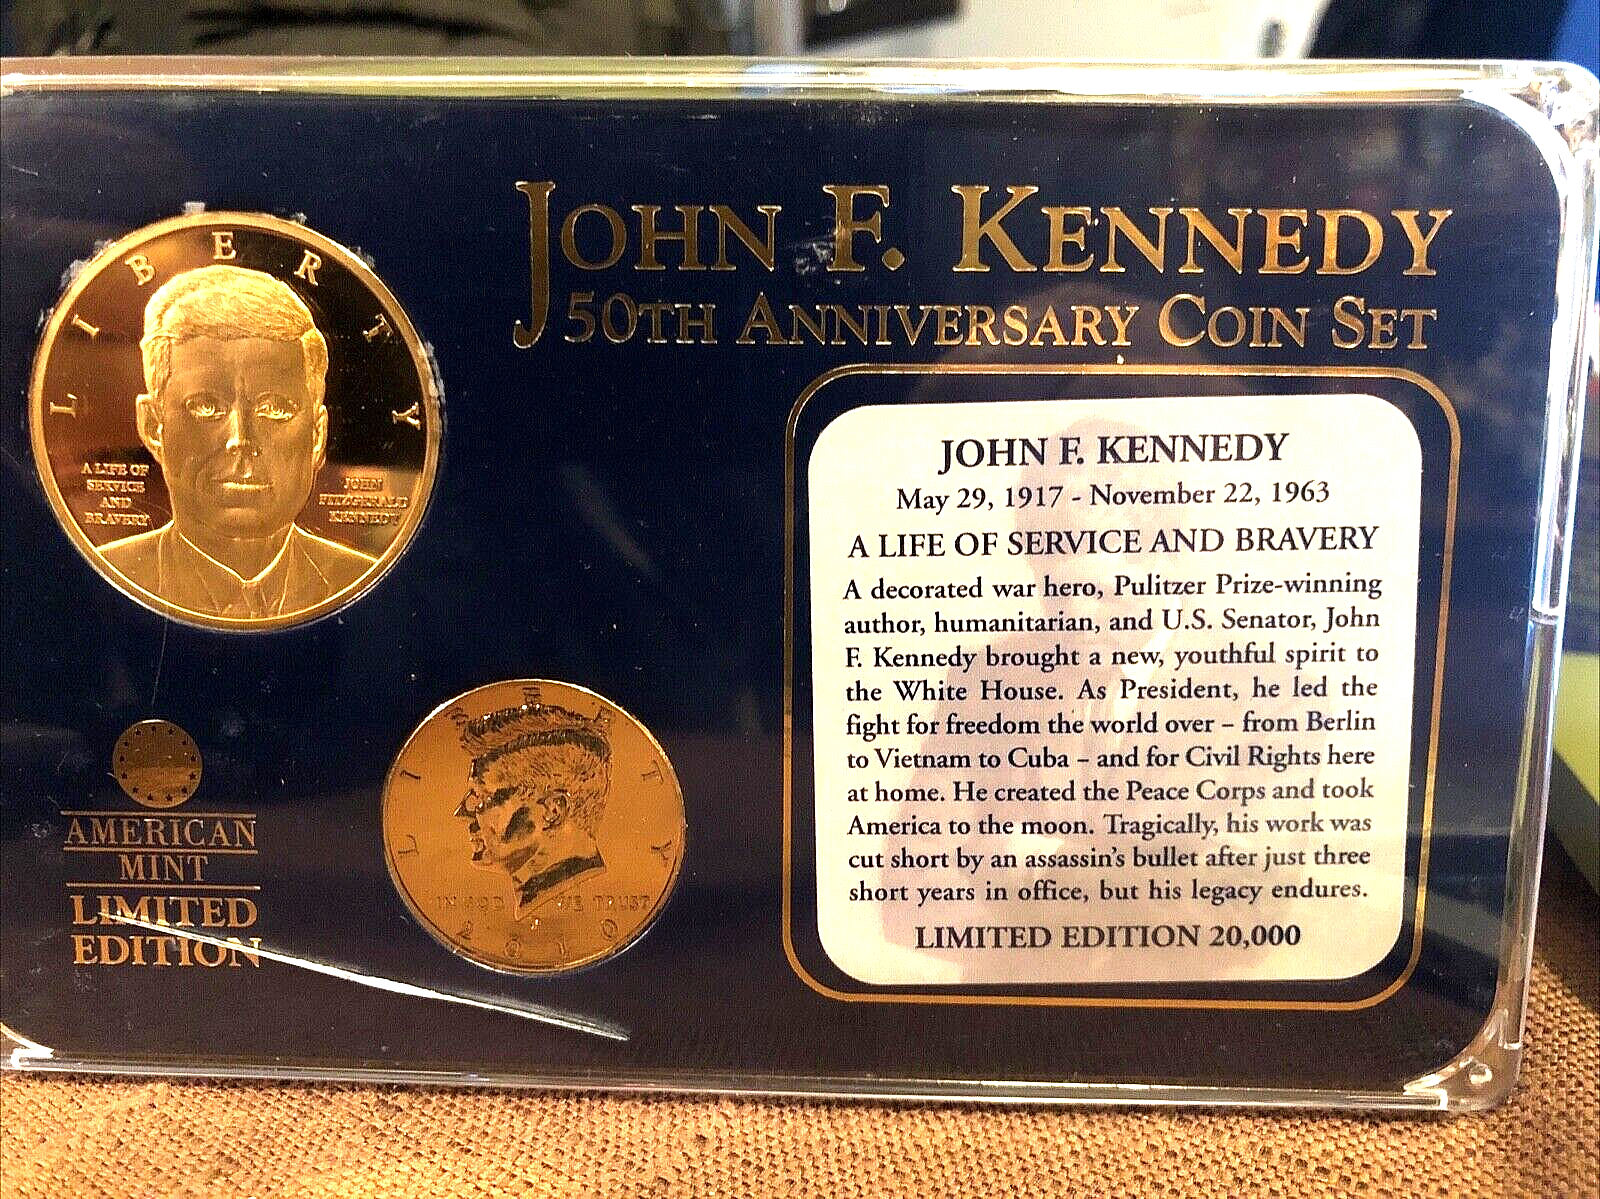 JOHN F. KENNEDY
50TH ANNIVERSARY COIN SET
LIBERTY
A LIFE OF
SERVICE
AND
BRAVERY
JOHN
FITZGERALD
KENNEDY
LIBERTY
IN GOD WE TRUST
2010
AMERICAN
MINT
LIMITED
EDITION
JOHN F. KENNEDY
May 29, 1917 - November 22, 1963
A LIFE OF SERVICE AND BRAVERY
A decorated war hero, Pulitzer Prize-winning
author, humanitarian, and U.S. Senator, John
F. Kennedy brought a new, youthful spirit to
the White House. As President, he led the
fight for freedom the world over – from Berlin
to Vietnam to Cuba – and for Civil Rights here
at home. He created the Peace Corps and took
America to the moon. Tragically, his work was
cut short by an assassin's bullet after just three
short years in office, but his legacy endures.
LIMITED EDITION 20,000